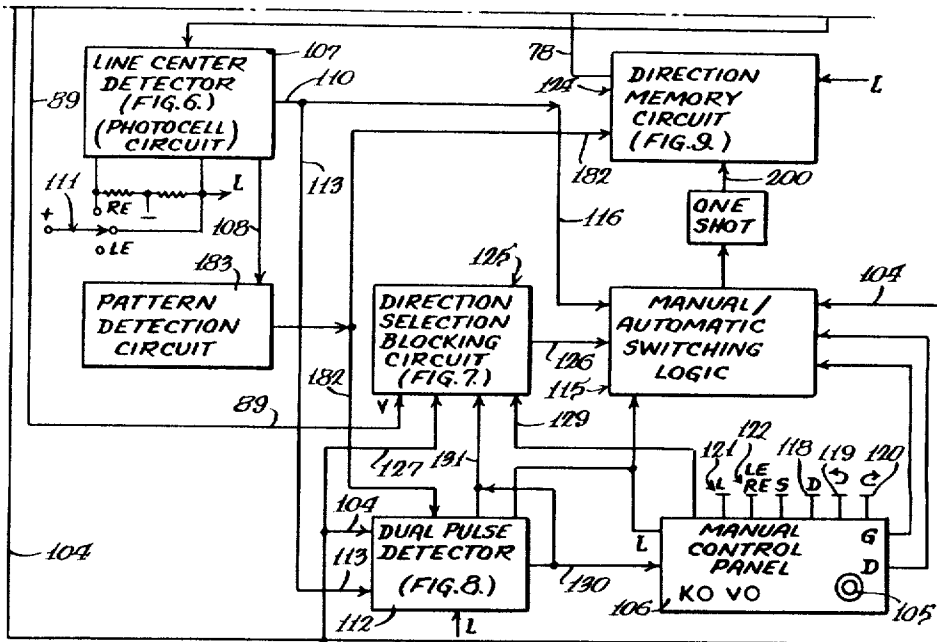 LINE CENTER
DETECTOR
(FIG.6.)
(PHOTOCELL)
CIRCUIT)
107
110
78
124
DIRECTION
MEMORY
CIRCUIT
(FIG.9.)
L
89
113
182
200
111
+
RE
LE
L
108
116
ONE
SHOT
183
PATTERN
DETECTION
CIRCUIT
125
DIRECTION
SELECTION
BLOCKING
CIRCUIT
(FIG.7.)
126
MANUAL/
AUTOMATIC
SWITCHING
LOGIC
104
115
182
V
89
127
131
129
121
L
122
LE
RE
S
118
D
119
120
104
104
113
DUAL PULSE
DETECTOR
(FIG.8.)
112
L
130
L
MANUAL
CONTROL
PANEL
G
D
106
KO VO
105